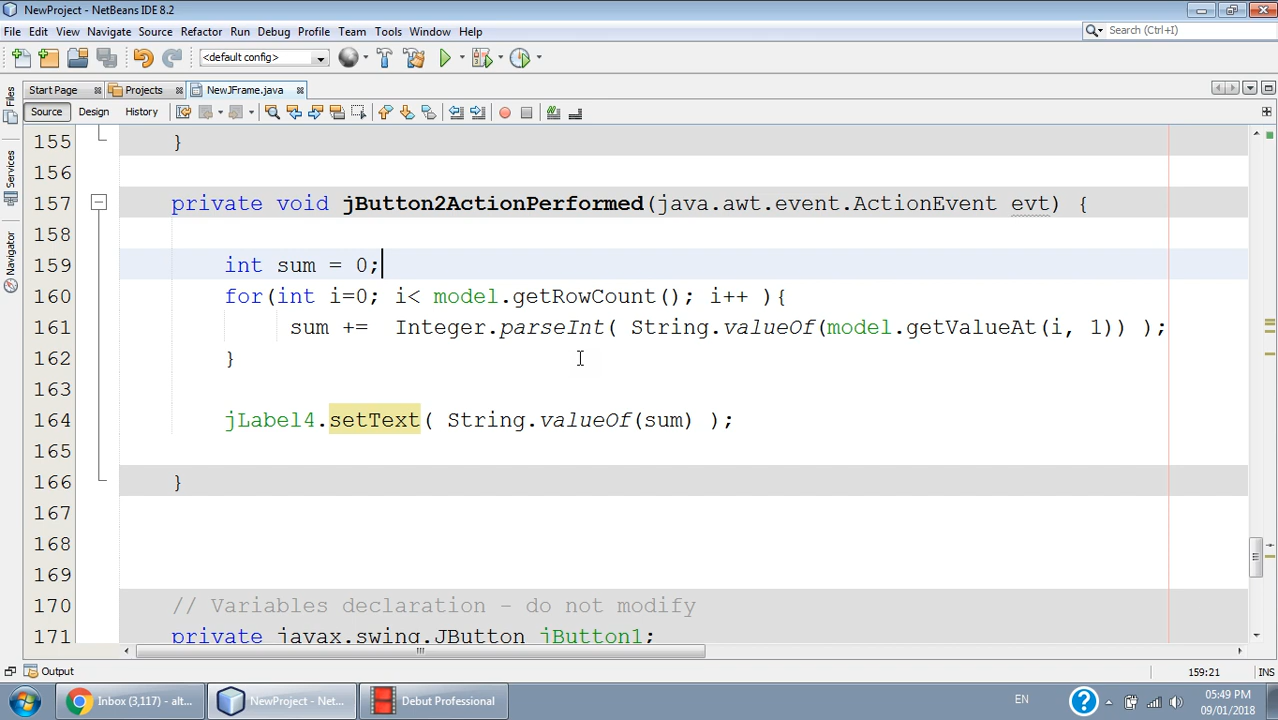 NewProject - NetBeans IDE 8.2
File Edit View Navigate Source Refactor Run Debug Profile Team Tools Window Help
Search (Ctrl+I)
<default config>
Start Page Projects NewJFrame.java
Source Design History
Files
Services
Navigator
155 }
156
157 private void jButton2ActionPerformed(java.awt.event.ActionEvent evt) {
158
159 int sum = 0;
160 for(int i=0; i< model.getRowCount(); i++ ){
161 sum += Integer.parseInt( String.valueOf(model.getValueAt(i, 1)) );
162 }
163
164 jLabel4.setText( String.valueOf(sum) );
165
166 }
167
168
169
170 // Variables declaration - do not modify
171 private javax.swing.JButton jButton1;
Output
159:21 INS
Inbox (3,117) - alt... NewProject - Net... Debut Professional
EN
05:49 PM
09/01/2018